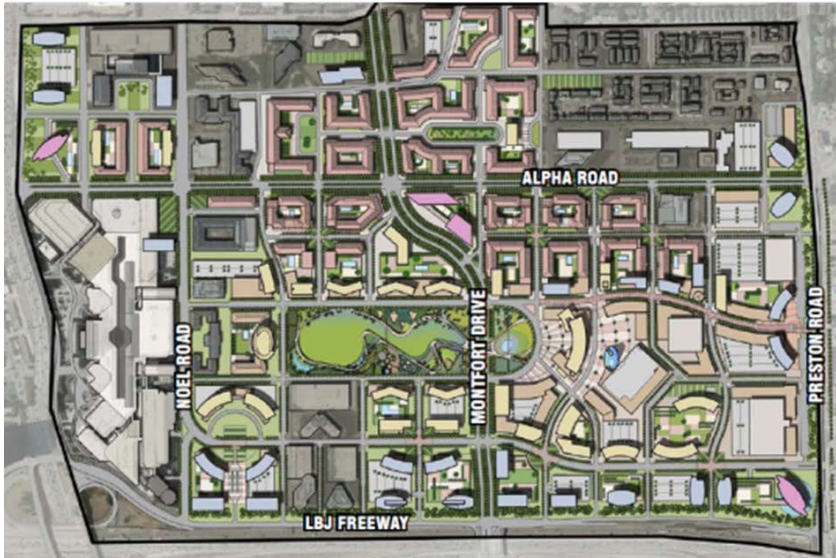 ALPHA ROAD
NOEL ROAD
MONTFORT DRIVE
PRESTON ROAD
LBJ FREEWAY